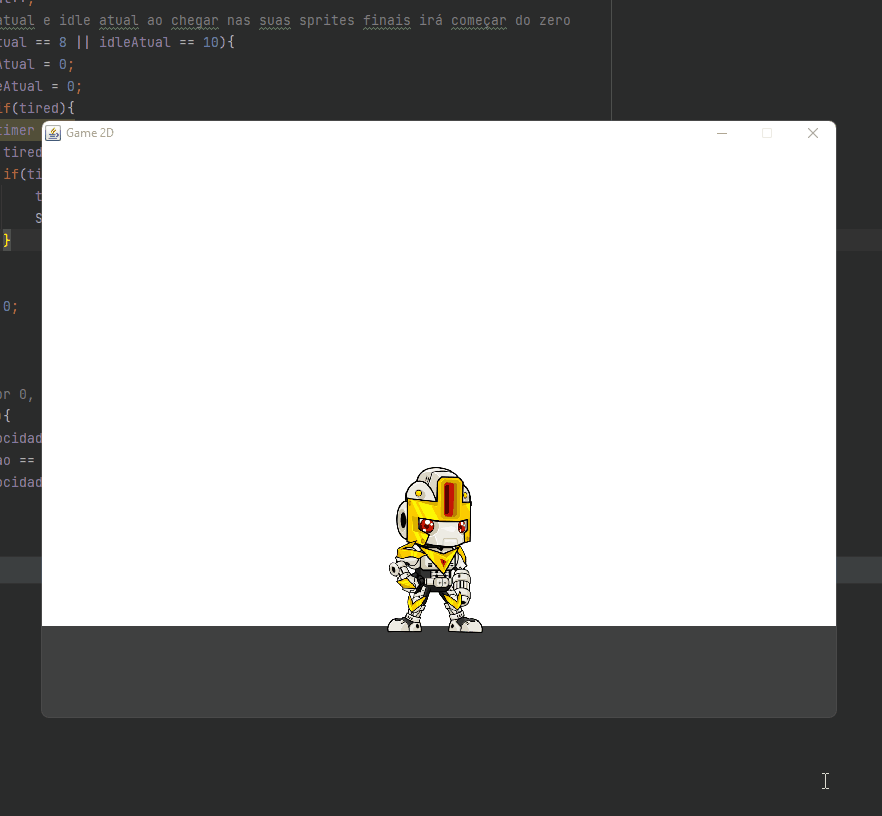 atual e idle atual ao chegar nas suas sprites finais irá começar do zero
tual == 8 || idleAtual == 10){
Atual = 0;
eAtual = 0;
if(tired){
timer
Game 2D
tired
if(ti
t
S
}
0;
or 0,
){
ocidad
ao ==
ocidad